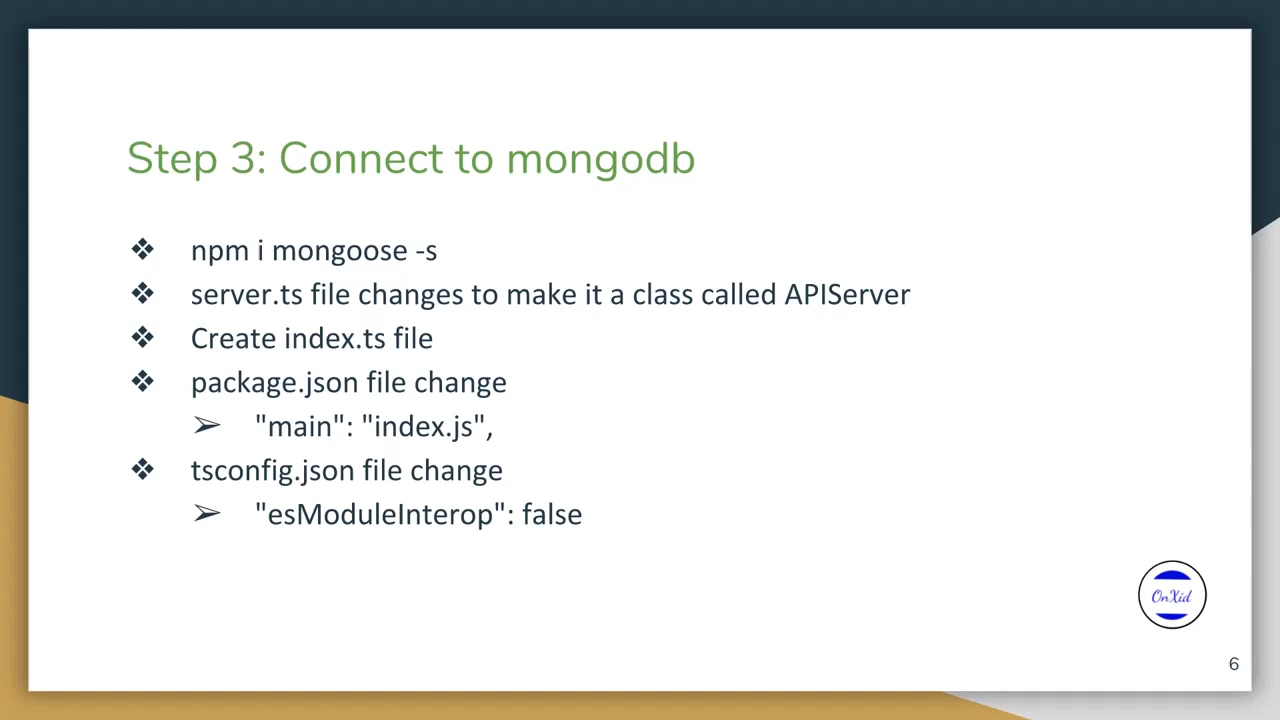 Step 3: Connect to mongodb
❖ npm i mongoose -s
❖ server.ts file changes to make it a class called APIServer
❖ Create index.ts file
❖ package.json file change
➢ "main": "index.js",
❖ tsconfig.json file change
➢ "esModuleInterop": false
OnXid
6